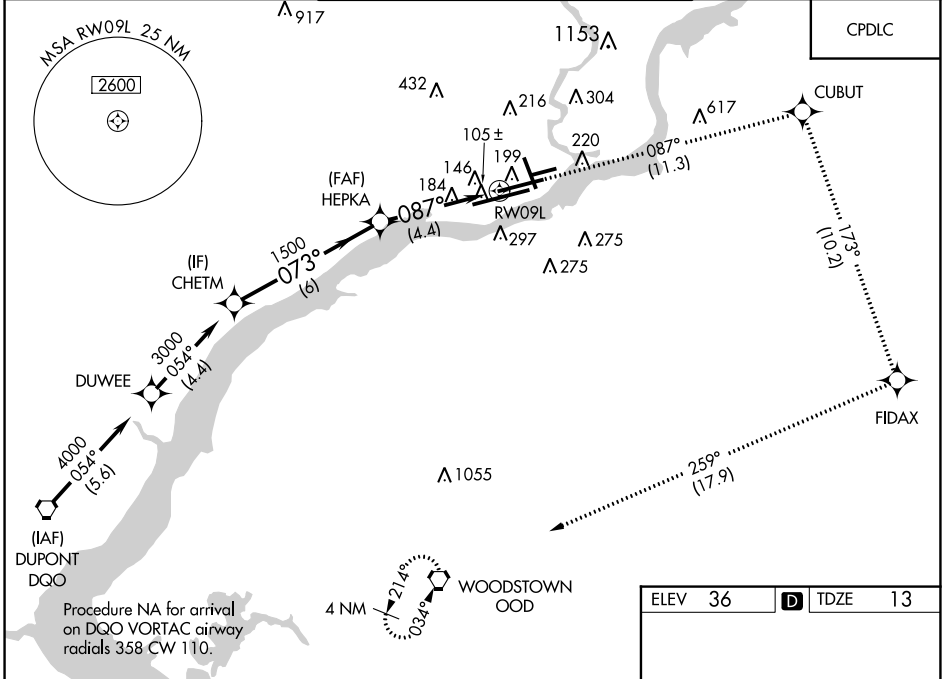 MSA RW09L 25 NM
2600
917
1153
CPDLC
432
216
304
617
CUBUT
105 ±
146
199
220
087°
(11.3)
(FAF)
HEPKA
184
087°
(4.4)
RW09L
297
275
275
173°
(10.2)
(IF)
CHETM
1500
073°
(6)
DUWEE
3000
054°
(4.4)
FIDAX
4000
054°
(5.6)
1055
259°
(17.9)
(IAF)
DUPONT
DQO
214°
034°
4 NM
WOODSTOWN
OOD
Procedure NA for arrival
on DQO VORTAC airway
radials 358 CW 110.
ELEV 36 D TDZE 13